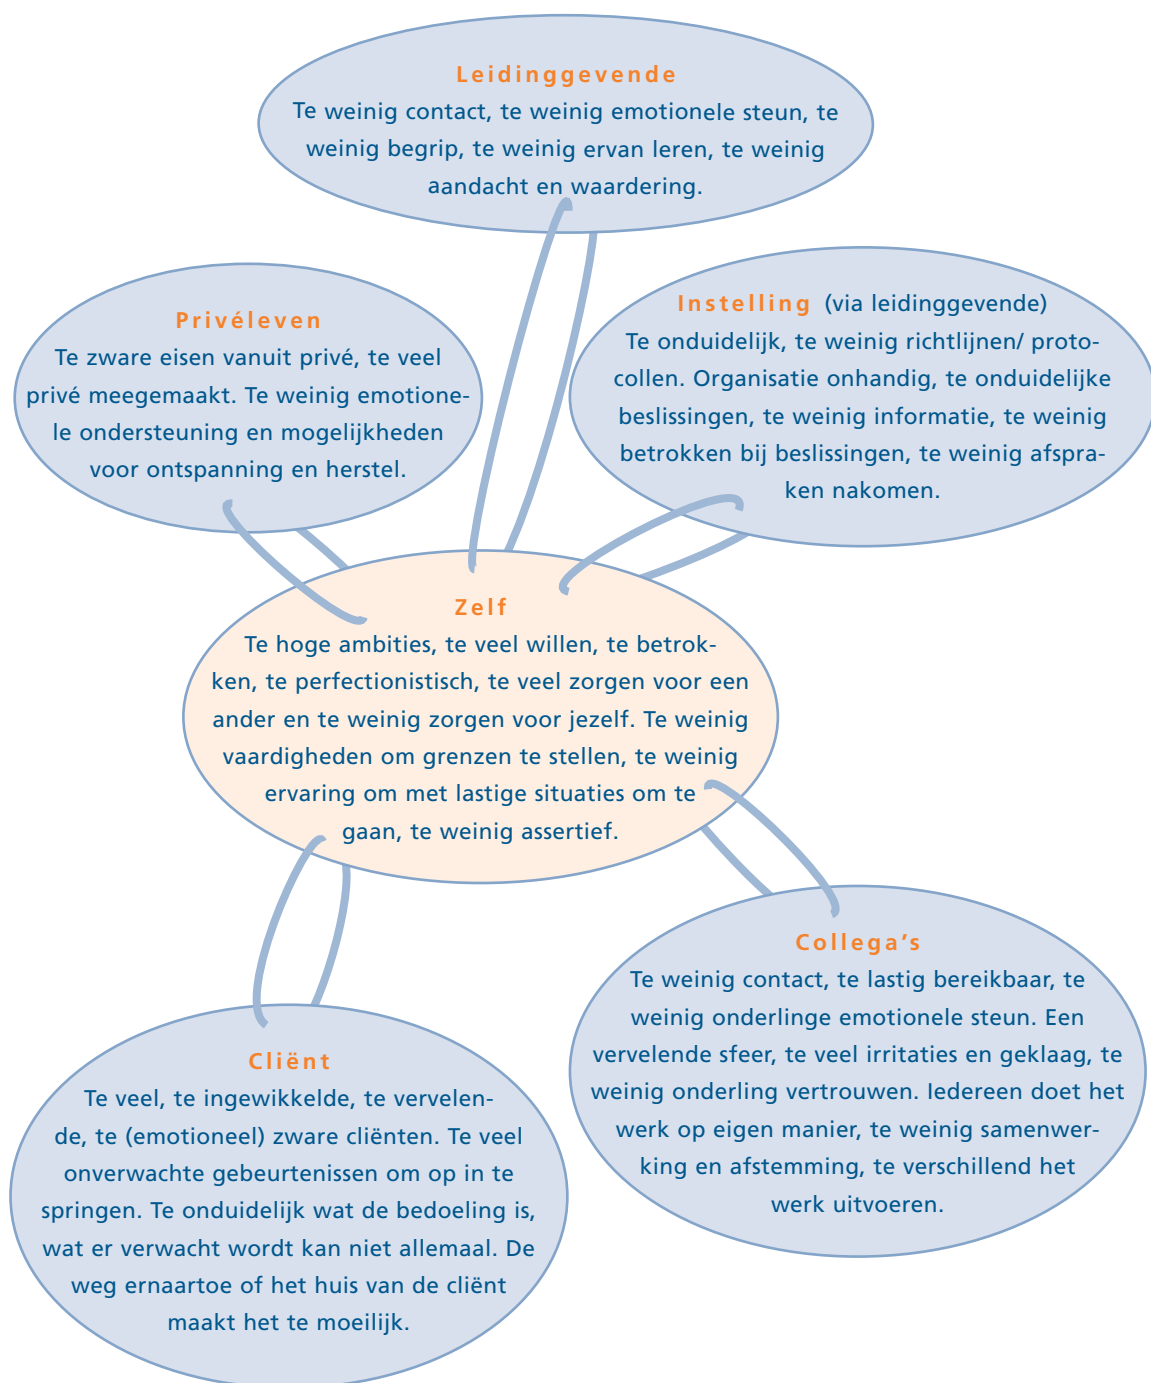 Leidinggevende
Te weinig contact, te weinig emotionele steun, te
weinig begrip, te weinig ervan leren, te weinig
aandacht en waardering.
Privéleven
Te zware eisen vanuit privé, te veel
privé meegemaakt. Te weinig emotione-
le ondersteuning en mogelijkheden
voor ontspanning en herstel.
Instelling (via leidinggevende)
Te onduidelijk, te weinig richtlijnen/ proto-
collen. Organisatie onhandig, te onduidelijke
beslissingen, te weinig informatie, te weinig
betrokken bij beslissingen, te weinig afspra-
ken nakomen.
Zelf
Te hoge ambities, te veel willen, te betrok-
ken, te perfectionistisch, te veel zorgen voor een
ander en te weinig zorgen voor jezelf. Te weinig
vaardigheden om grenzen te stellen, te weinig
ervaring om met lastige situaties om te
gaan, te weinig assertief.
Collega's
Te weinig contact, te lastig bereikbaar, te
weinig onderlinge emotionele steun. Een
vervelende sfeer, te veel irritaties en geklaag, te
weinig onderling vertrouwen. Iedereen doet het
werk op eigen manier, te weinig samenwer-
king en afstemming, te verschillend het
werk uitvoeren.
Cliënt
Te veel, te ingewikkelde, te vervelen-
de, te (emotioneel) zware cliënten. Te veel
onverwachte gebeurtenissen om op in te
springen. Te onduidelijk wat de bedoeling is,
wat er verwacht wordt kan niet allemaal. De
weg ernaartoe of het huis van de cliënt
maakt het te moeilijk.